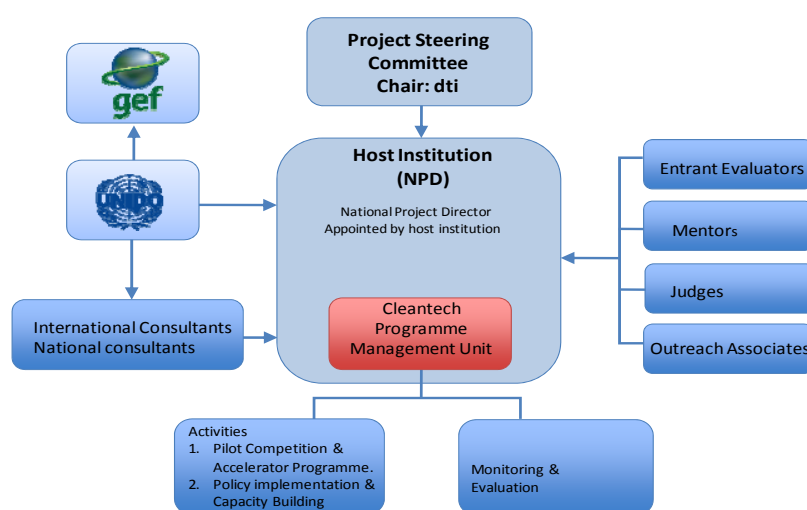 Project Steering
Committee
Chair: dti
gef
UNIDO
Host Institution
(NPD)
National Project Director
Appointed by host institution
Cleantech
Programme
Management Unit
Entrant Evaluators
Mentors
Judges
Outreach Associates
International Consultants
National consultants
Activities
1. Pilot Competition &
Accelerator Programme.
2. Policy implementation &
Capacity Building
Monitoring &
Evaluation